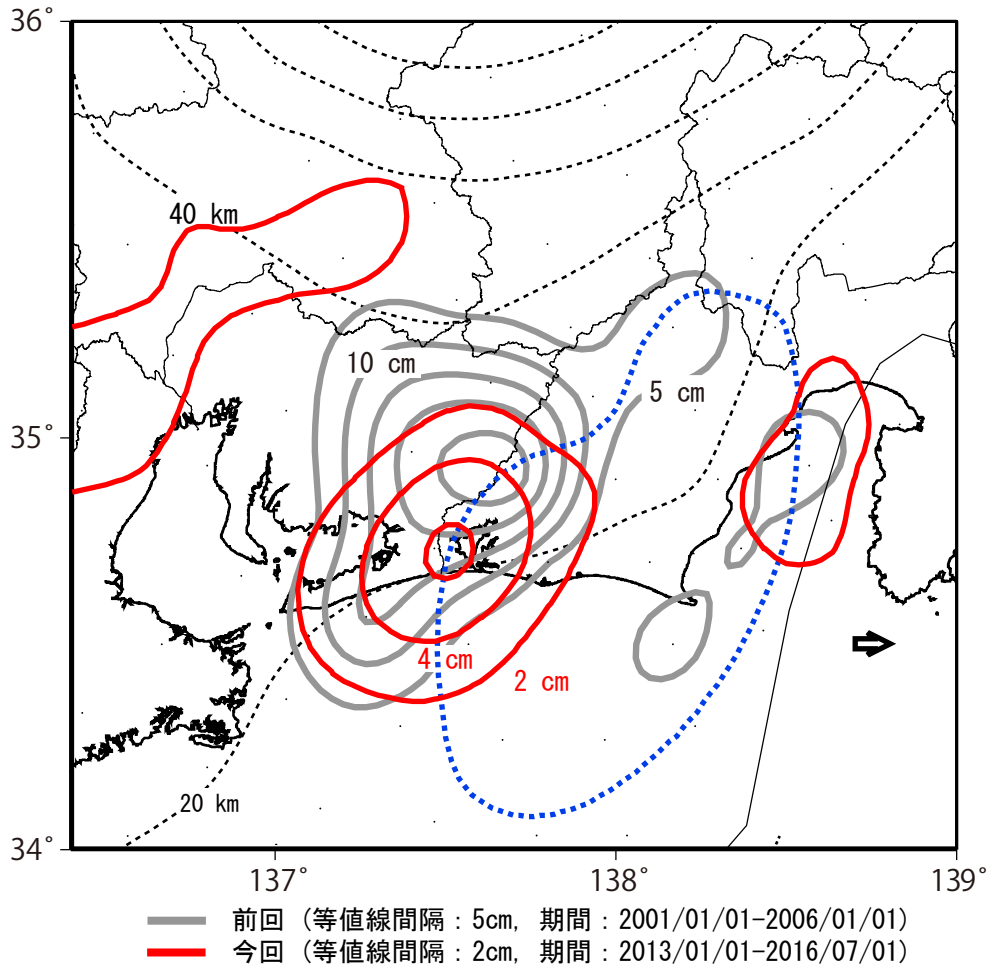 36°
40 km
10 cm
5 cm
35°
4 cm
2 cm
20 km
34°
137°
138°
139°
前回 (等値線間隔：5cm, 期間：2001/01/01-2006/01/01)
今回 (等値線間隔：2cm, 期間：2013/01/01-2016/07/01)